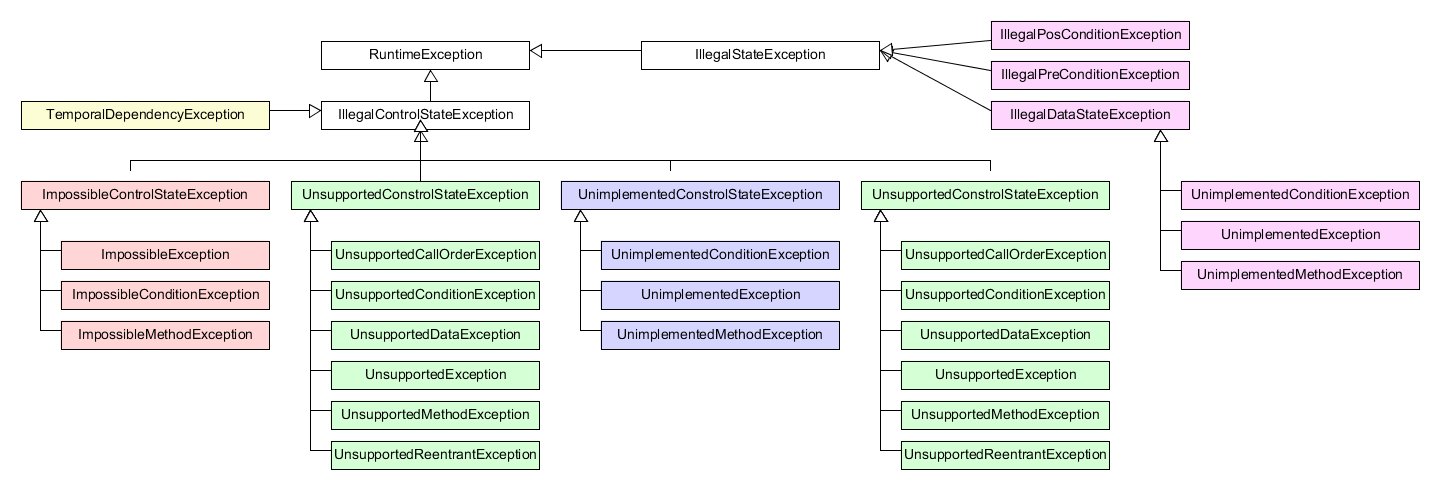 IllegalPosConditionException
RuntimeException
IllegalStateException
IllegalPreConditionException
TemporalDependencyException
IllegalControlStateException
IllegalDataStateException
ImpossibleControlStateException
UnsupportedConstrolStateException
UnimplementedConstrolStateException
UnsupportedConstrolStateException
UnimplementedConditionException
UnimplementedException
UnimplementedMethodException
ImpossibleException
ImpossibleConditionException
ImpossibleMethodException
UnsupportedCallOrderException
UnsupportedConditionException
UnsupportedDataException
UnsupportedException
UnsupportedMethodException
UnsupportedReentrantException
UnimplementedConditionException
UnimplementedException
UnimplementedMethodException
UnsupportedCallOrderException
UnsupportedConditionException
UnsupportedDataException
UnsupportedException
UnsupportedMethodException
UnsupportedReentrantException